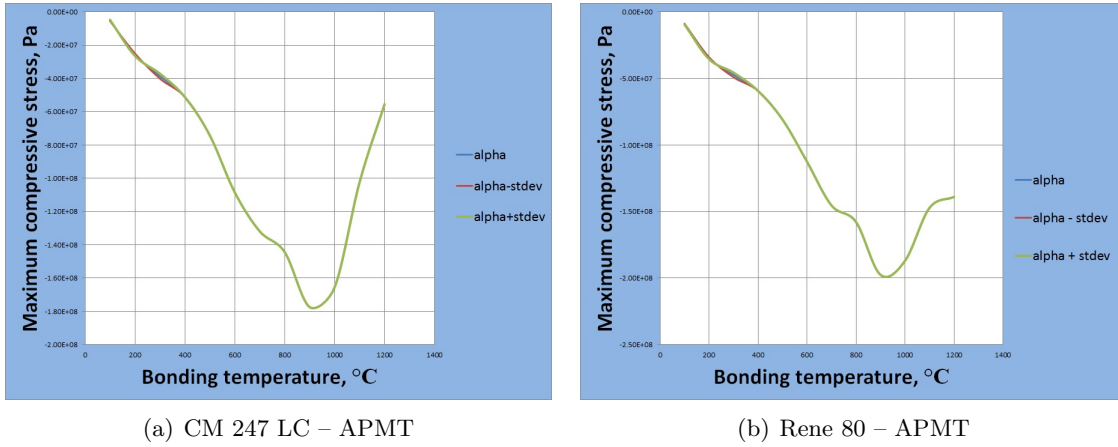 Maximum compressive stress, Pa
0.00E+00
-2.00E+07
-4.00E+07
-6.00E+07
-8.00E+07
-1.00E+08
-1.20E+08
-1.40E+08
-1.60E+08
-1.80E+08
-2.00E+08
0 200 400 600 800 1000 1200 1400
Bonding temperature, °C
alpha
alpha-stdev
alpha+stdev
(a) CM 247 LC – APMT
Maximum compressive stress, Pa
0.00E+00
-5.00E+07
-1.00E+08
-1.50E+08
-2.00E+08
-2.50E+08
0 200 400 600 800 1000 1200 1400
Bonding temperature, °C
alpha
alpha - stdev
alpha + stdev
(b) Rene 80 – APMT